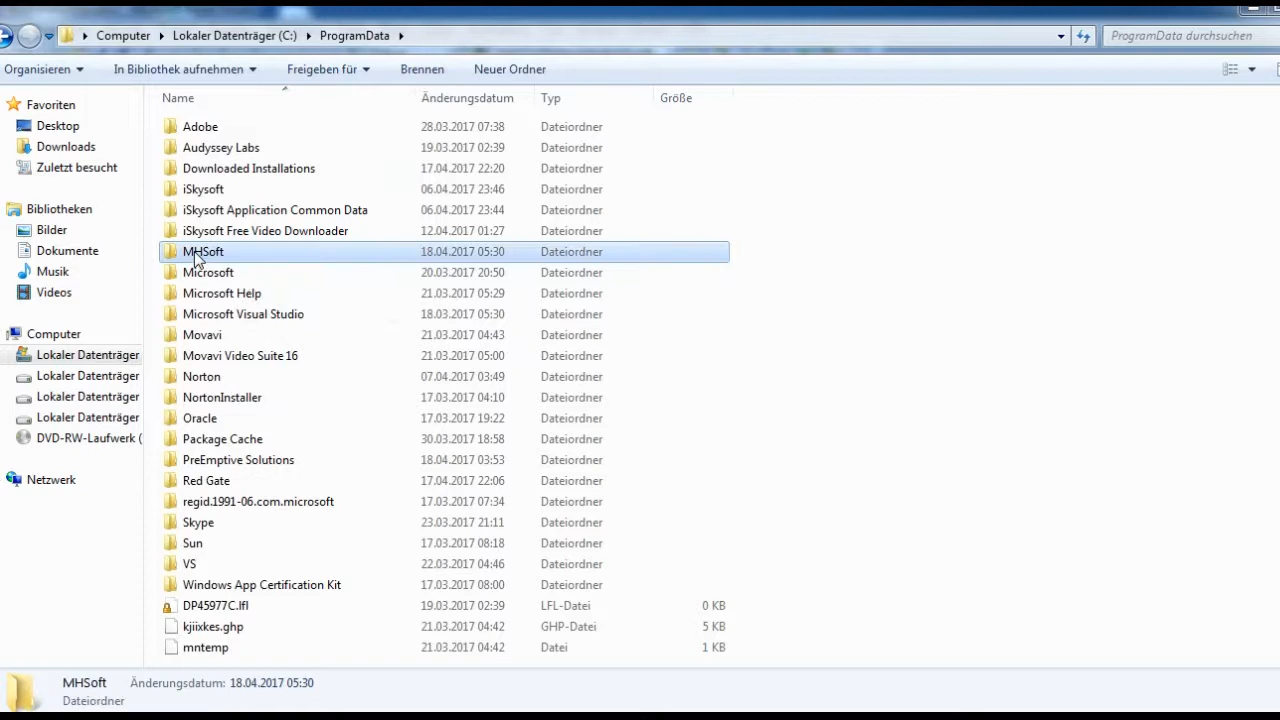 Computer Lokaler Datenträger (C:) ProgramData ProgramData durchsuchen
Organisieren In Bibliothek aufnehmen Freigeben für Brennen Neuer Ordner
Favoriten
Desktop
Downloads
Zuletzt besucht
Bibliotheken
Bilder
Dokumente
Musik
Videos
Computer
Lokaler Datenträger
Lokaler Datenträger
Lokaler Datenträger
Lokaler Datenträger
DVD-RW-Laufwerk (
Netzwerk
Name Änderungsdatum Typ Größe
Adobe 28.03.2017 07:38 Dateiordner
Audyssey Labs 19.03.2017 02:39 Dateiordner
Downloaded Installations 17.04.2017 22:20 Dateiordner
iSkysoft 06.04.2017 23:46 Dateiordner
iSkysoft Application Common Data 06.04.2017 23:44 Dateiordner
iSkysoft Free Video Downloader 12.04.2017 01:27 Dateiordner
MHSoft 18.04.2017 05:30 Dateiordner
Microsoft 20.03.2017 20:50 Dateiordner
Microsoft Help 21.03.2017 05:29 Dateiordner
Microsoft Visual Studio 18.03.2017 05:30 Dateiordner
Movavi 21.03.2017 04:43 Dateiordner
Movavi Video Suite 16 21.03.2017 05:00 Dateiordner
Norton 07.04.2017 03:49 Dateiordner
NortonInstaller 17.03.2017 04:10 Dateiordner
Oracle 17.03.2017 19:22 Dateiordner
Package Cache 30.03.2017 18:58 Dateiordner
PreEmptive Solutions 18.04.2017 03:53 Dateiordner
Red Gate 17.04.2017 22:06 Dateiordner
regid.1991-06.com.microsoft 17.03.2017 07:34 Dateiordner
Skype 23.03.2017 21:11 Dateiordner
Sun 17.03.2017 08:18 Dateiordner
VS 22.03.2017 04:46 Dateiordner
Windows App Certification Kit 17.03.2017 08:00 Dateiordner
DP45977C.lfl 19.03.2017 02:39 LFL-Datei 0 KB
kjiixkes.ghp 21.03.2017 04:42 GHP-Datei 5 KB
mntemp 21.03.2017 04:42 Datei 1 KB
MHSoft Änderungsdatum: 18.04.2017 05:30
Dateiordner